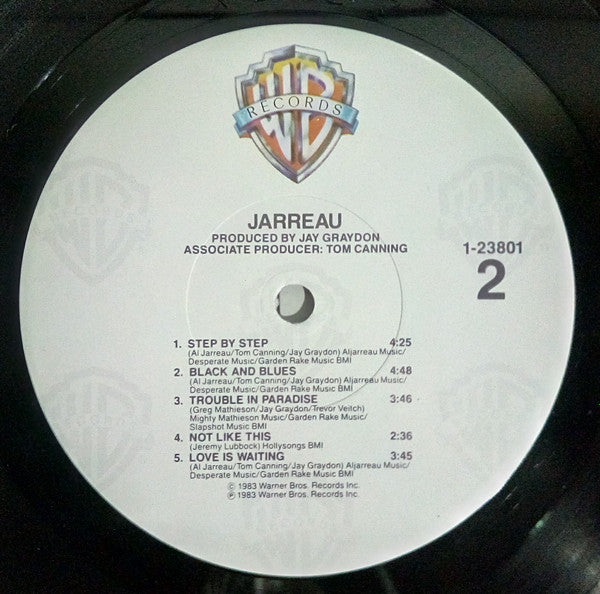 WB
RECORDS
JARREAU
PRODUCED BY JAY GRAYDON
ASSOCIATE PRODUCER: TOM CANNING
1-23801
2
1. STEP BY STEP 4:25
(Al Jarreau/Tom Canning/Jay Graydon) Aljarreau Music/
Desperate Music/Garden Rake Music BMI
2. BLACK AND BLUES 4:48
(Al Jarreau/Tom Canning/Jay Graydon) Aljarreau Music/
Desperate Music/Garden Rake Music BMI
3. TROUBLE IN PARADISE 3:46
(Greg Mathieson/Jay Graydon/Trevor Veitch)
Mighty Mathieson Music/Garden Rake Music/
Slapshot Music BMI
4. NOT LIKE THIS 2:36
(Jeremy Lubbock) Hollysongs BMI
5. LOVE IS WAITING 3:45
(Al Jarreau/Tom Canning/Jay Graydon) Aljarreau Music/
Desperate Music/Garden Rake Music BMI
© 1983 Warner Bros. Records Inc.
℗ 1983 Warner Bros. Records Inc.